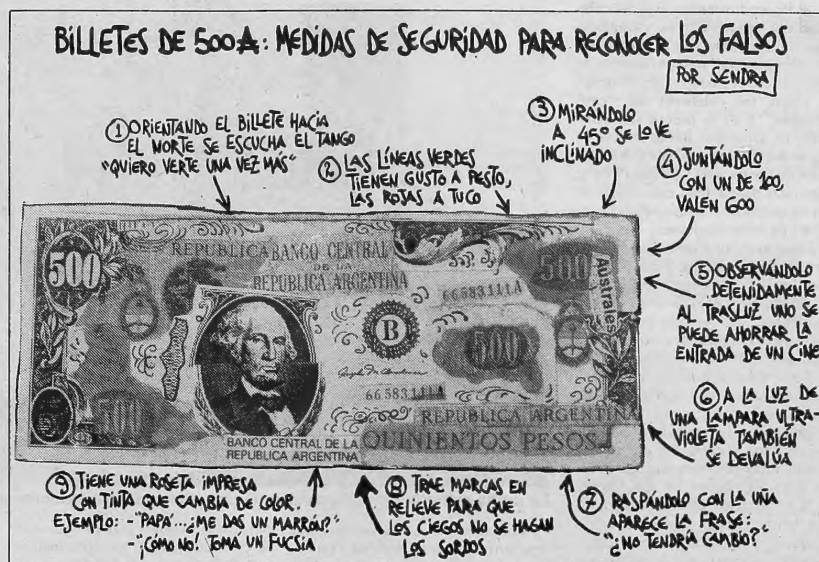 BILLETES DE 500₳: MEDIDAS DE SEGURIDAD PARA RECONOCER LOS FALSOS
POR SENDRA
① ORIENTANDO EL BILLETE HACIA
EL NORTE SE ESCUCHA EL TANGO
"QUIERO VERTE UNA VEZ MÁS"
② LAS LÍNEAS VERDES
TIENEN GUSTO A PESTO,
LAS ROJAS A TUCO
③ MIRÁNDOLO
A 45° SE LO VE
INCLINADO
④ JUNTÁNDOLO
CON UN DE 100,
VALEN 600
⑤ OBSERVÁNDOLO
DETENIDAMENTE
AL TRASLUZ UNO SE
PUEDE AHORRAR LA
ENTRADA DE UN CINE
⑥ A LA LUZ DE
UNA LÁMPARA ULTRA-
VIOLETA TAMBIÉN
SE DEVALÚA
⑦ RASPÁNDOLO CON LA UÑA
APARECE LA FRASE:
"¿NO TENDRÍA CAMBIO?"
⑧ TRAE MARCAS EN
RELIEVE PARA QUE
LOS CIEGOS NO SE HAGAN
LOS SORDOS
⑨ TIENE UNA ROSETA IMPRESA
CON TINTA QUE CAMBIA DE COLOR.
EJEMPLO: - "PAPÁ... ¿ME DAS UN MARRÓN?"
- "¡CÓMO NO! TOMÁ UN FUCSIA
500
REPUBLICA BANCO CENTRAL
DE LA
REPUBLICA ARGENTINA
66583111A
500
Australes
B
500
66583111A
500
REPUBLICA ARGENTINA
QUINIENTOS PESOS
BANCO CENTRAL DE LA
REPUBLICA ARGENTINA